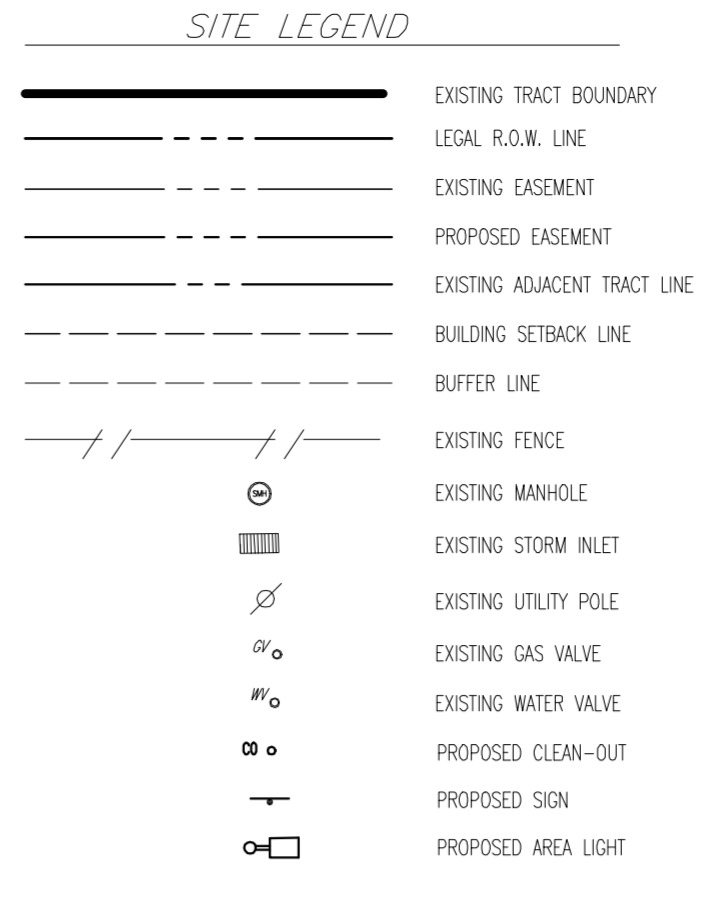 SITE LEGEND
EXISTING TRACT BOUNDARY
LEGAL R.O.W. LINE
EXISTING EASEMENT
PROPOSED EASEMENT
EXISTING ADJACENT TRACT LINE
BUILDING SETBACK LINE
BUFFER LINE
EXISTING FENCE
SMH EXISTING MANHOLE
EXISTING STORM INLET
EXISTING UTILITY POLE
GV EXISTING GAS VALVE
WV EXISTING WATER VALVE
CO PROPOSED CLEAN-OUT
PROPOSED SIGN
PROPOSED AREA LIGHT